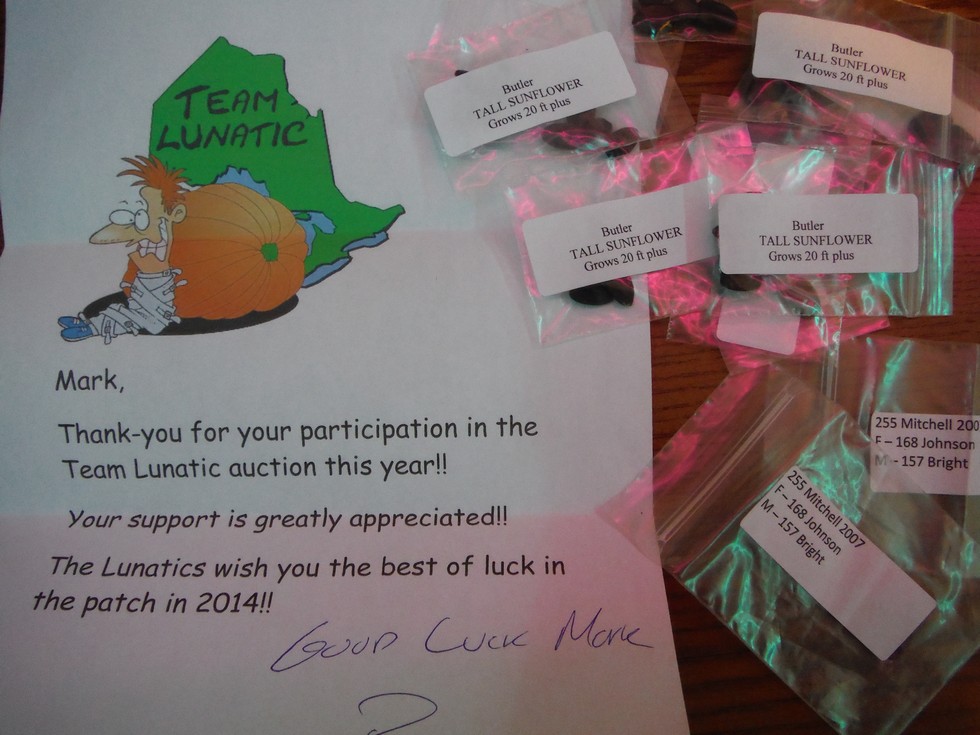 TEAM
LUNATIC
Mark,
Thank-you for your participation in the
Team Lunatic auction this year!!
Your support is greatly appreciated!!
The Lunatics wish you the best of luck in
the patch in 2014!!
Good Luck Mark
Butler
TALL SUNFLOWER
Grows 20 ft plus
Butler
TALL SUNFLOWER
Grows 20 ft plus
Butler
TALL SUNFLOWER
Grows 20 ft plus
Butler
TALL SUNFLOWER
Grows 20 ft plus
255 Mitchell 200
F – 168 Johnson
M – 157 Bright
255 Mitchell 2007
F – 168 Johnson
M – 157 Bright